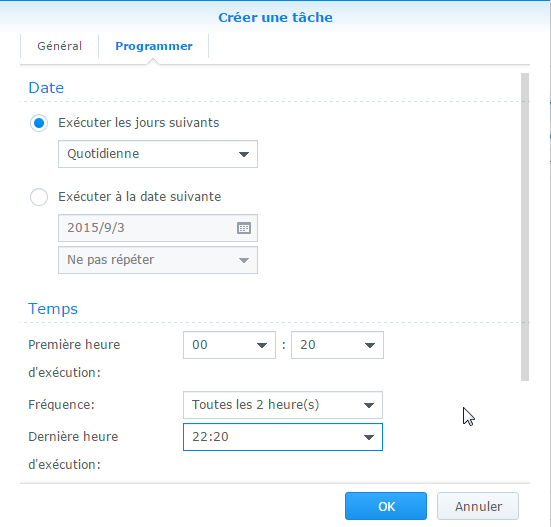 Créer une tâche
Général
Programmer
Date
Exécuter les jours suivants
Quotidienne
Exécuter à la date suivante
2015/9/3
Ne pas répéter
Temps
Première heure d'exécution:
00 : 20
Fréquence:
Toutes les 2 heure(s)
Dernière heure d'exécution:
22:20
OK
Annuler